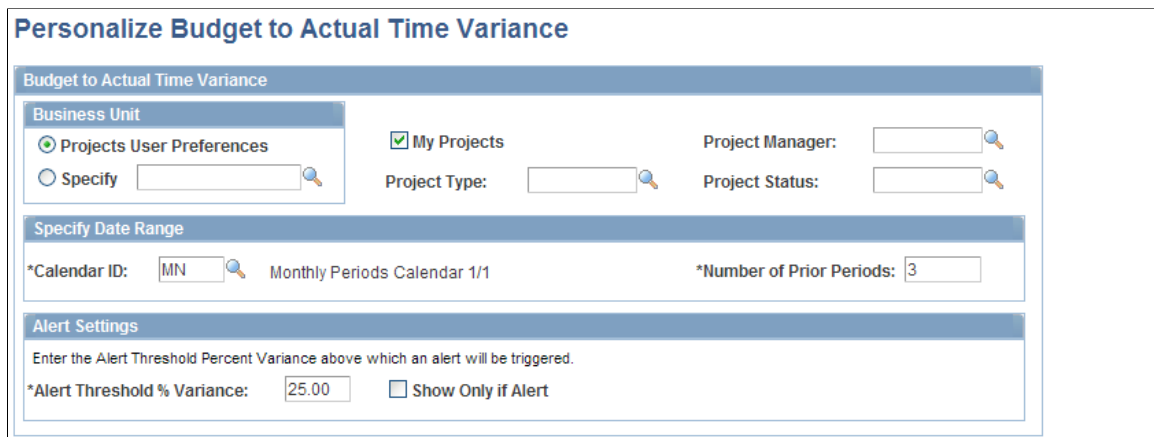 Personalize Budget to Actual Time Variance
Budget to Actual Time Variance
Business Unit
Projects User Preferences
Specify
My Projects
Project Manager:
Project Type:
Project Status:
Specify Date Range
*Calendar ID: MN Monthly Periods Calendar 1/1 *Number of Prior Periods: 3
Alert Settings
Enter the Alert Threshold Percent Variance above which an alert will be triggered.
*Alert Threshold % Variance: 25.00 Show Only if Alert